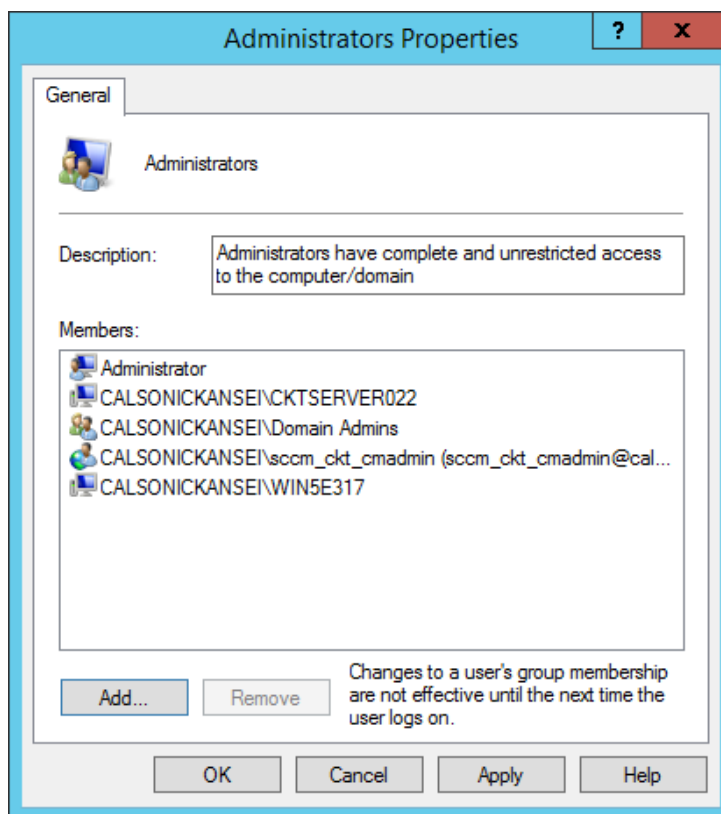 Administrators Properties
?
x
General
Administrators
Description:
Administrators have complete and unrestricted access
to the computer/domain
Members:
Administrator
CALSONICKANSEI\CKTSERVER022
CALSONICKANSEI\Domain Admins
CALSONICKANSEI\sccm_ckt_cmadmin (sccm_ckt_cmadmin@cal...
CALSONICKANSEI\WIN5E317
Add...
Remove
Changes to a user's group membership
are not effective until the next time the
user logs on.
OK
Cancel
Apply
Help